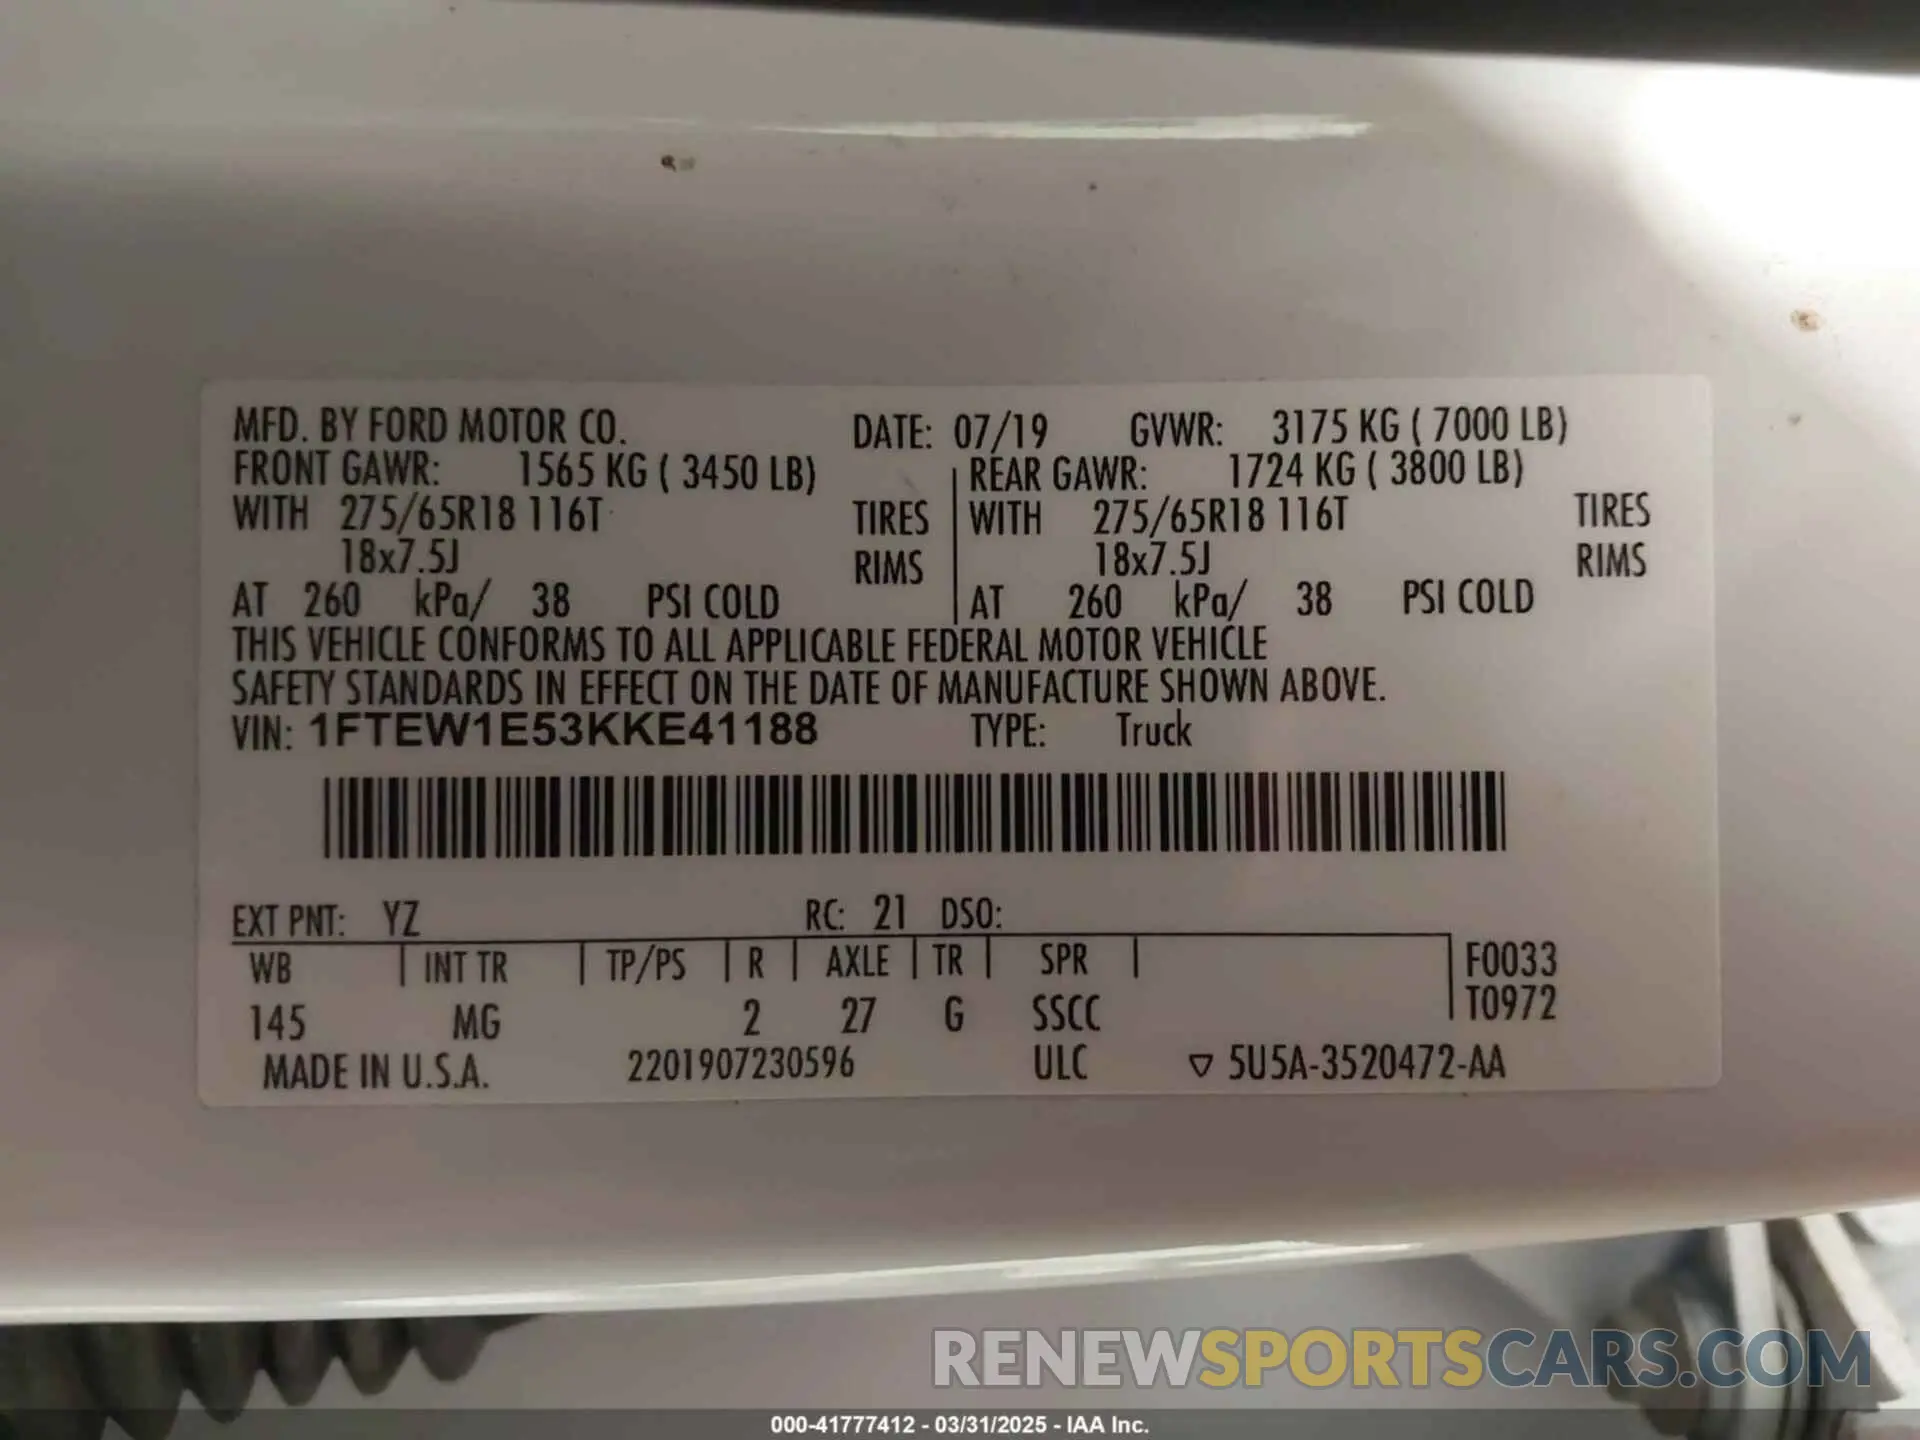 MFD. BY FORD MOTOR CO. DATE: 07/19 GVWR: 3175 KG ( 7000 LB)
FRONT GAWR: 1565 KG ( 3450 LB) REAR GAWR: 1724 KG ( 3800 LB)
WITH 275/65R18 116T TIRES WITH 275/65R18 116T TIRES
18x7.5J RIMS 18x7.5J RIMS
AT 260 kPa/ 38 PSI COLD AT 260 kPa/ 38 PSI COLD
THIS VEHICLE CONFORMS TO ALL APPLICABLE FEDERAL MOTOR VEHICLE
SAFETY STANDARDS IN EFFECT ON THE DATE OF MANUFACTURE SHOWN ABOVE.
VIN: 1FTEW1E53KKE41188 TYPE: Truck
EXT PNT: YZ RC: 21 DSO:
WB INT TR TP/PS R AXLE TR SPR F0033
145 MG 2 27 G SSCC T0972
MADE IN U.S.A. 2201907230596 ULC ▽ 5U5A-3520472-AA
RENEWSPORTSCARS.COM
000-41777412 - 03/31/2025 - IAA Inc.